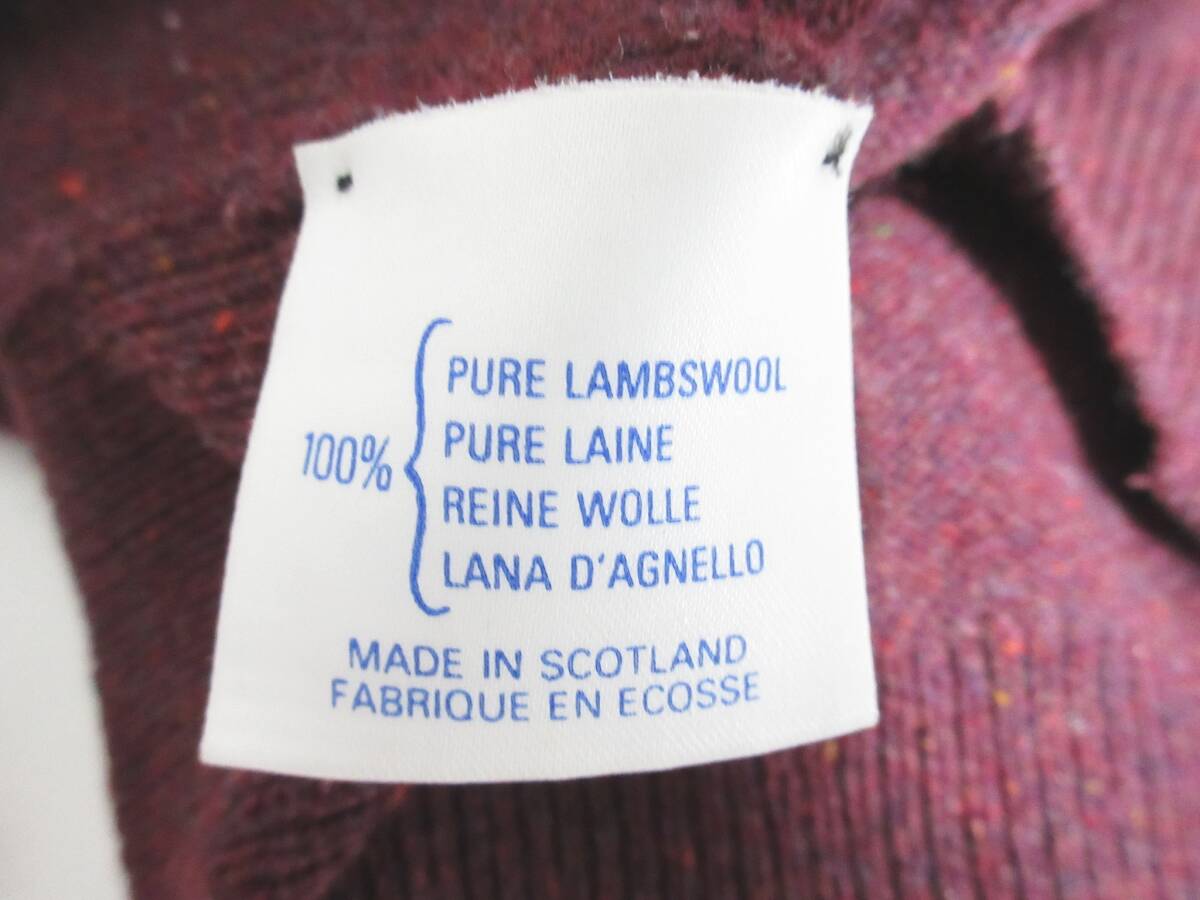 100%
PURE LAMBSWOOL
PURE LAINE
REINE WOLLE
LANA D'AGNELLO
MADE IN SCOTLAND
FABRIQUE EN ECOSSE